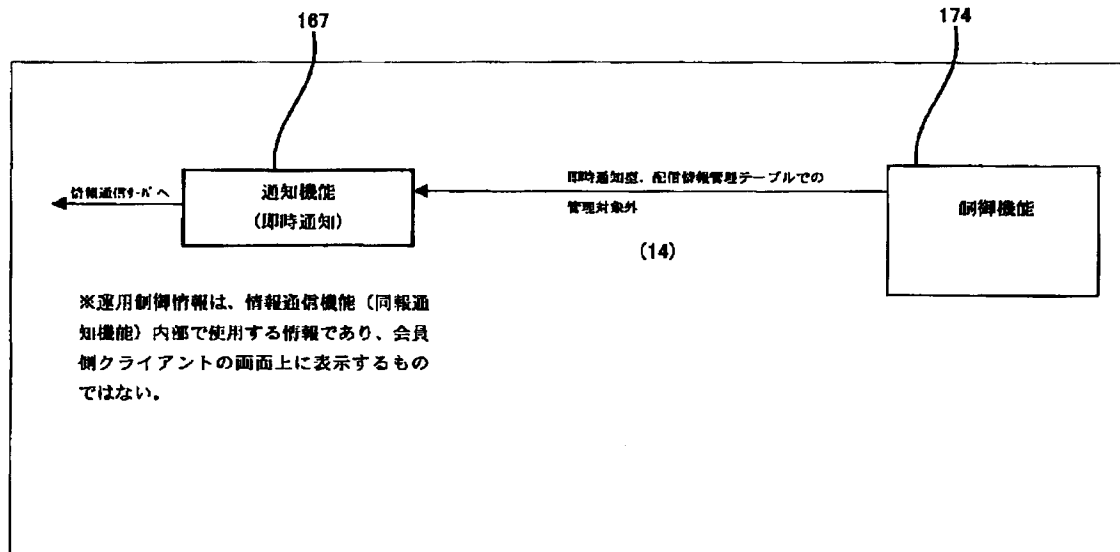 167
174
情報通信ｻｰﾊﾞへ
通知機能
（即時通知）
即時通知型、配信情報管理テーブルでの
管理対象外
(14)
制御機能
※運用制御情報は、情報通信機能（同報通
知機能）内部で使用する情報であり、会員
側クライアントの画面上に表示するもの
ではない。